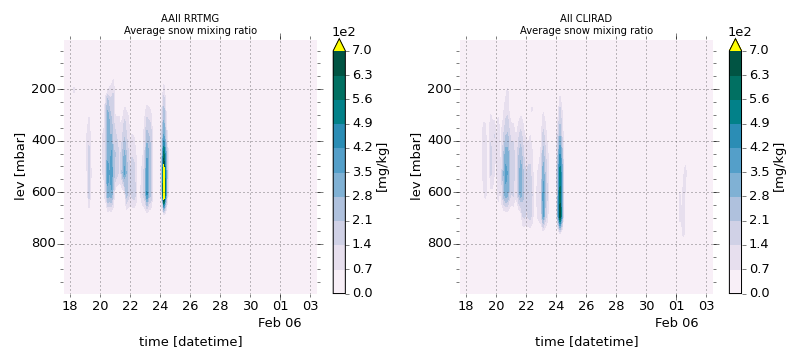 AAII RRTMG
Average snow mixing ratio
1e2
7.0
6.3
5.6
4.9
4.2
3.5
2.8
2.1
1.4
0.7
0.0
[mg/kg]
lev [mbar]
200
400
600
800
18 20 22 24 26 28 30 01 03
Feb 06
time [datetime]
AII CLIRAD
Average snow mixing ratio
1e2
7.0
6.3
5.6
4.9
4.2
3.5
2.8
2.1
1.4
0.7
0.0
[mg/kg]
lev [mbar]
200
400
600
800
18 20 22 24 26 28 30 01 03
Feb 06
time [datetime]